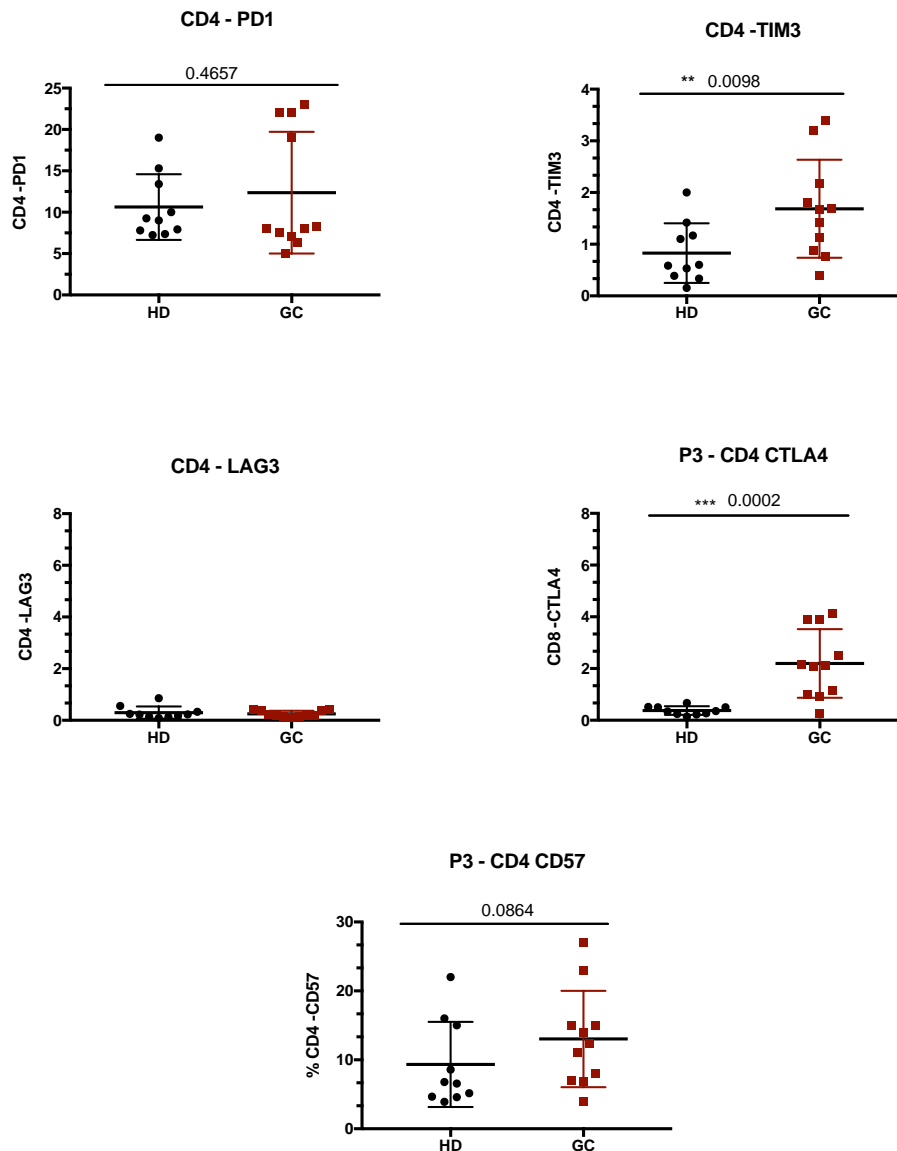 CD4 - PD1
0.4657
CD4 -PD1
25
20
15
10
5
0
HD
GC
CD4 -TIM3
** 0.0098
CD4 -TIM3
4
3
2
1
0
HD
GC
CD4 - LAG3
CD4 -LAG3
8
6
4
2
0
HD
GC
P3 - CD4 CTLA4
*** 0.0002
CD8 -CTLA4
8
6
4
2
0
HD
GC
P3 - CD4 CD57
0.0864
% CD4 -CD57
30
20
10
0
HD
GC